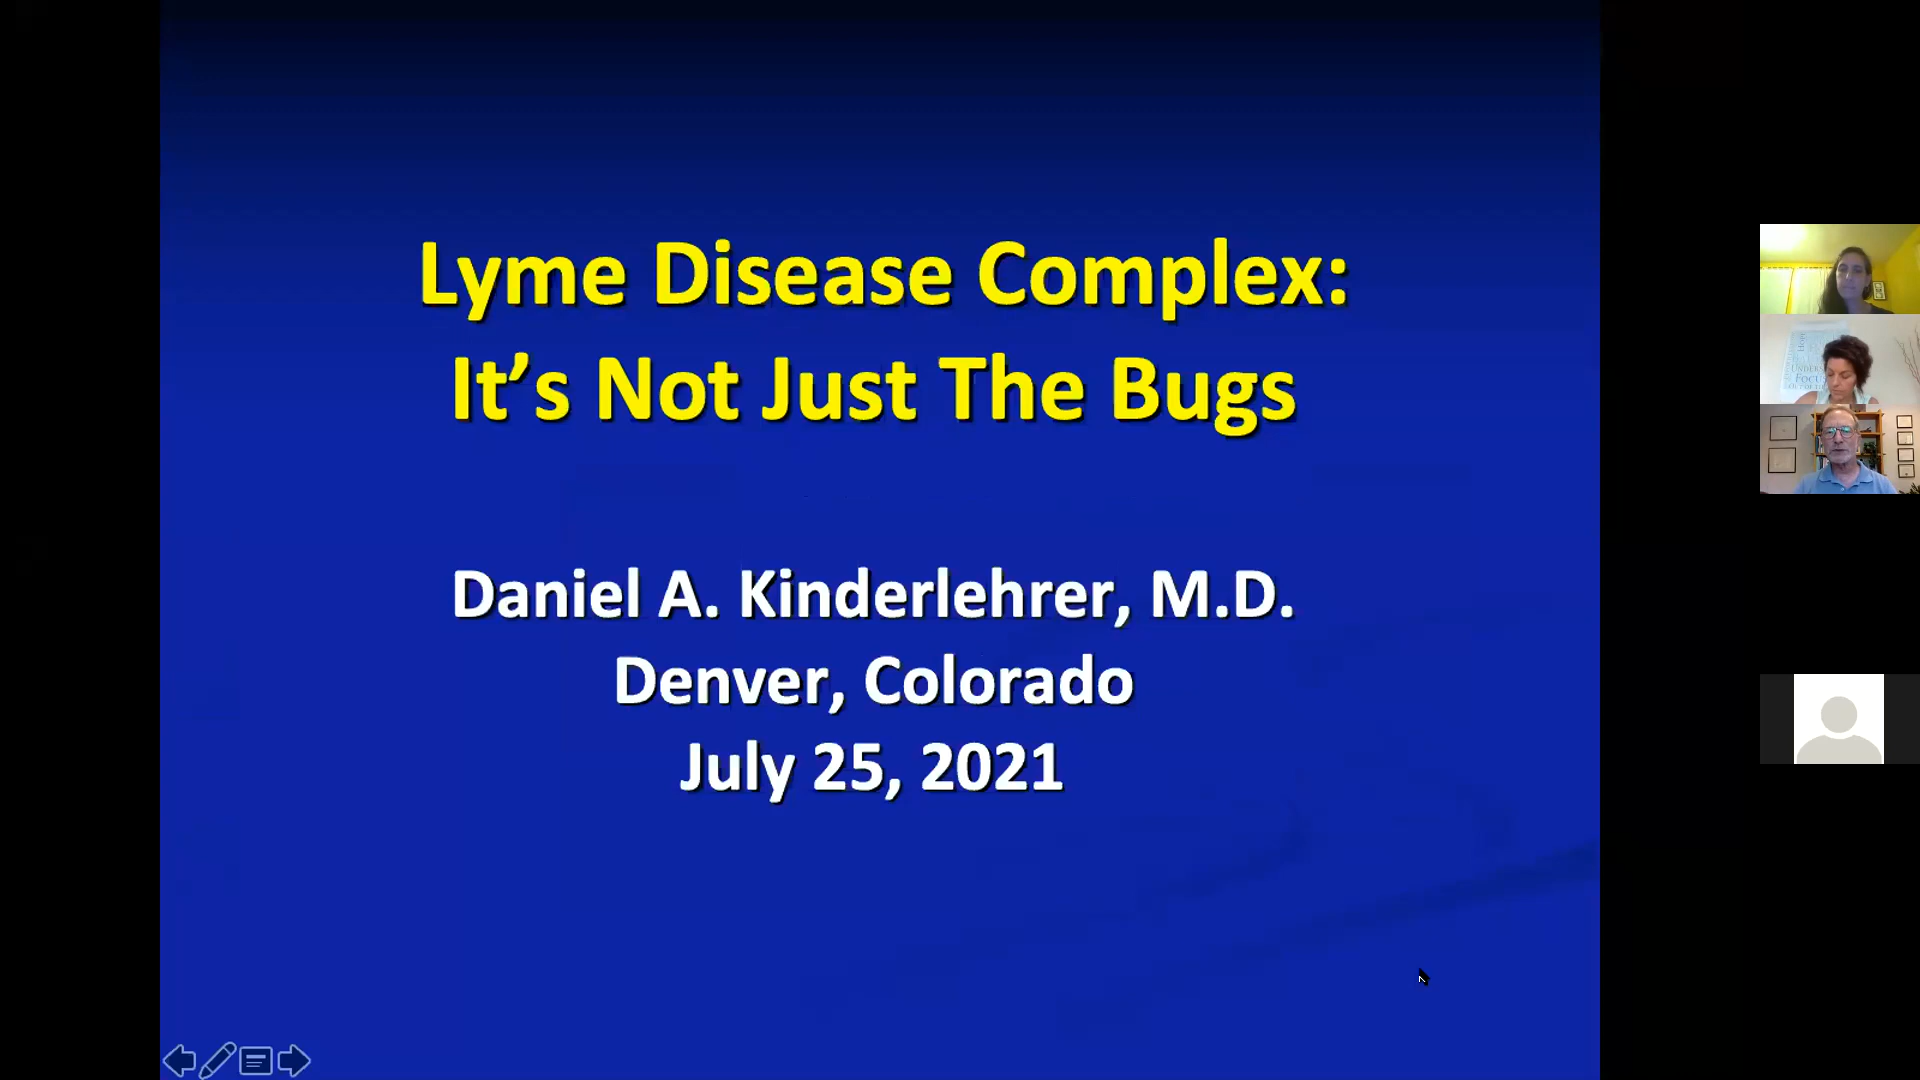 Lyme Disease Complex:
It’s Not Just The Bugs
Daniel A. Kinderlehrer, M.D.
Denver, Colorado
July 25, 2021